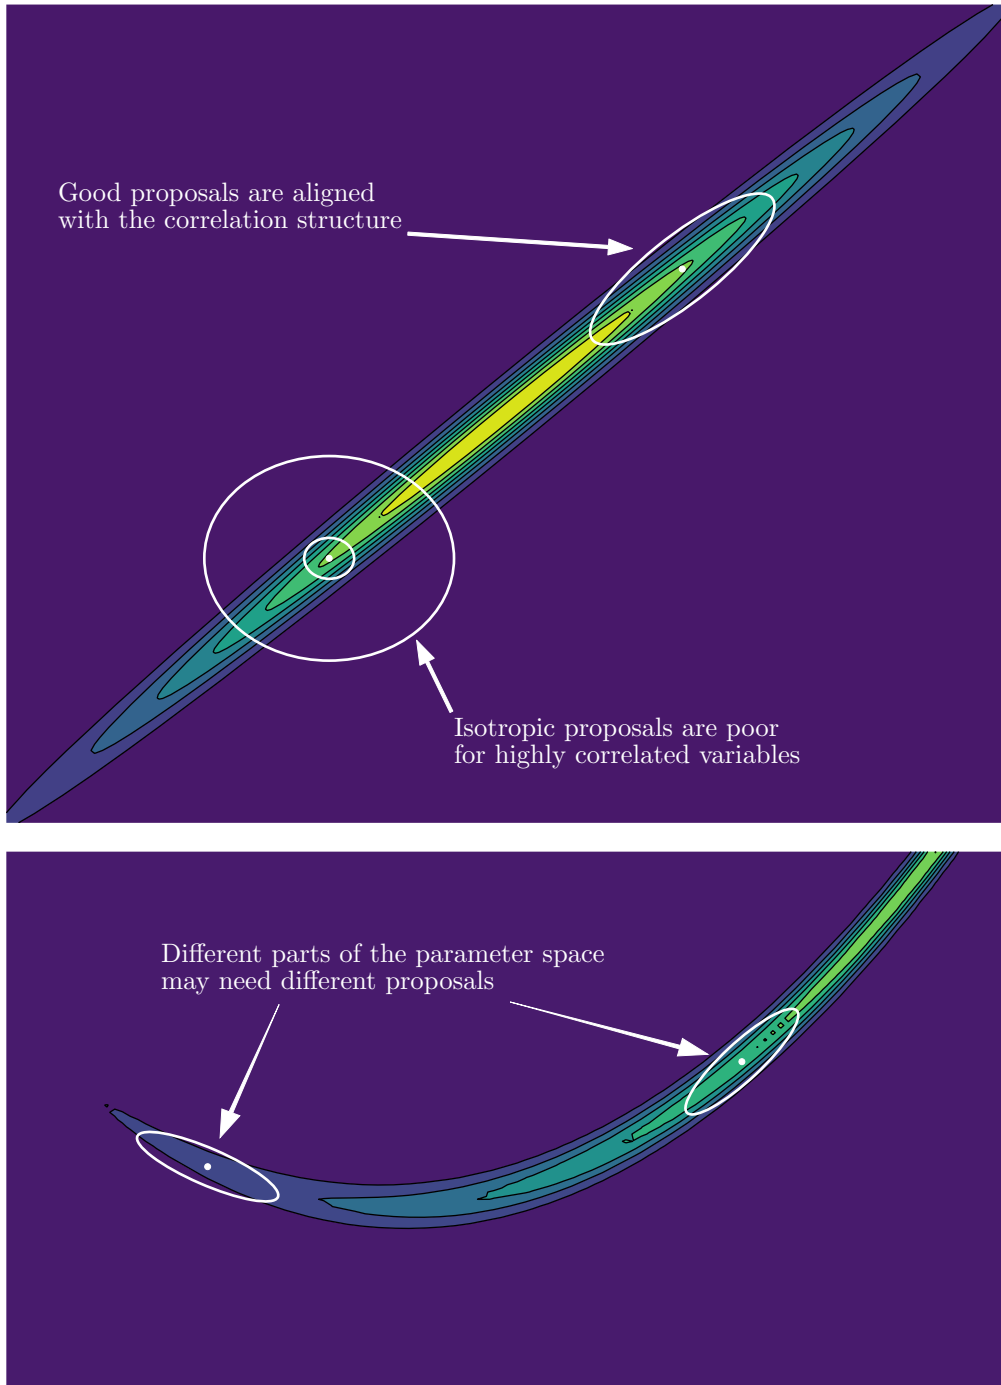 Good proposals are aligned
with the correlation structure
Isotropic proposals are poor
for highly correlated variables
Different parts of the parameter space
may need different proposals